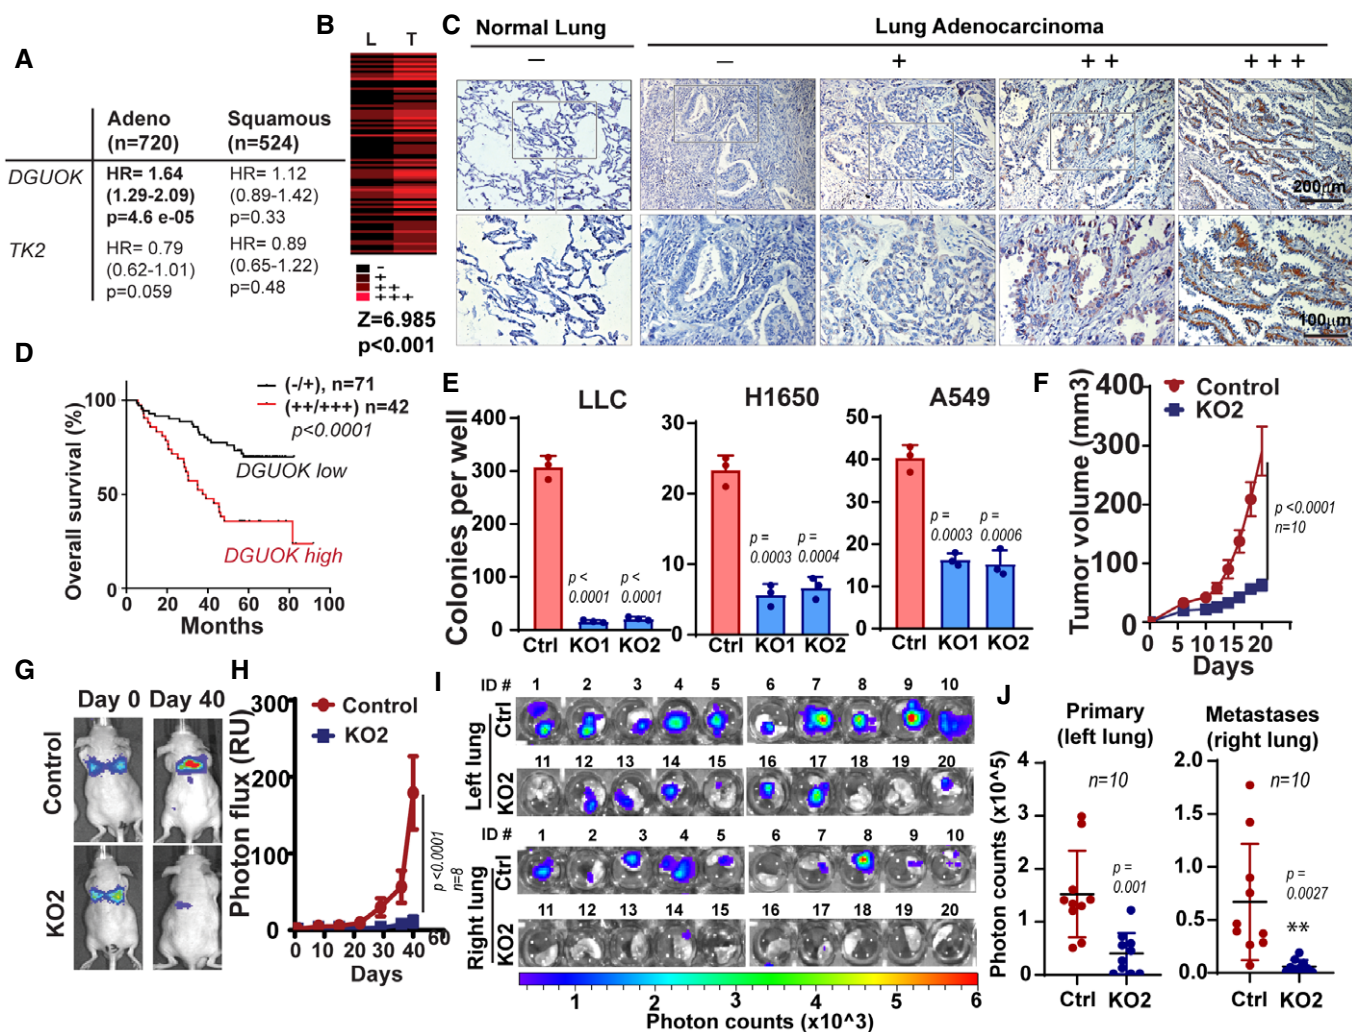 A
Adeno
(n=720)
Squamous
(n=524)
DGUOK
HR= 1.64
(1.29-2.09)
p=4.6 e-05
HR= 1.12
(0.89-1.42)
p=0.33
TK2
HR= 0.79
(0.62-1.01)
p=0.059
HR= 0.89
(0.65-1.22)
p=0.48
B
L T
-
+
++
+++
Z=6.985
p<0.001
C
Normal Lung
Lung Adenocarcinoma
— — + ++ +++
200μm
100μm
D
(-/+), n=71
(++/+++) n=42
p<0.0001
DGUOK low
DGUOK high
Overall survival (%)
100
50
0
0 20 40 60 80 100
Months
E
Colonies per well
LLC
400
300
200
100
0
p <
0.0001
p <
0.0001
Ctrl KO1 KO2
H1650
30
20
10
0
p =
0.0003
p =
0.0004
Ctrl KO1 KO2
A549
50
40
30
20
10
0
p =
0.0003
p =
0.0006
Ctrl KO1 KO2
F
Tumor volume (mm3)
400
300
200
100
0
Control
KO2
p <0.0001
n=10
0 5 10 15 20
Days
G
Day 0 Day 40
Control
KO2
H
Photon flux (RU)
300
200
100
0
Control
KO2
p <0.0001
n=8
0 10 20 30 40
60
Days
I
ID # 1 2 3 4 5 6 7 8 9 10
Left lung
Ctrl
11 12 13 14 15 16 17 18 19 20
KO2
ID # 1 2 3 4 5 6 7 8 9 10
Right lung
Ctrl
11 12 13 14 15 16 17 18 19 20
KO2
1 2 3 4 5 6
Photon counts (x10^3)
J
Primary
(left lung)
Photon counts (x10^5)
4
3
2
1
0
n=10
p =
0.001
Ctrl KO2
Metastases
(right lung)
2.0
1.5
1.0
0.5
0.0
n=10
p =
0.0027
**
Ctrl KO2